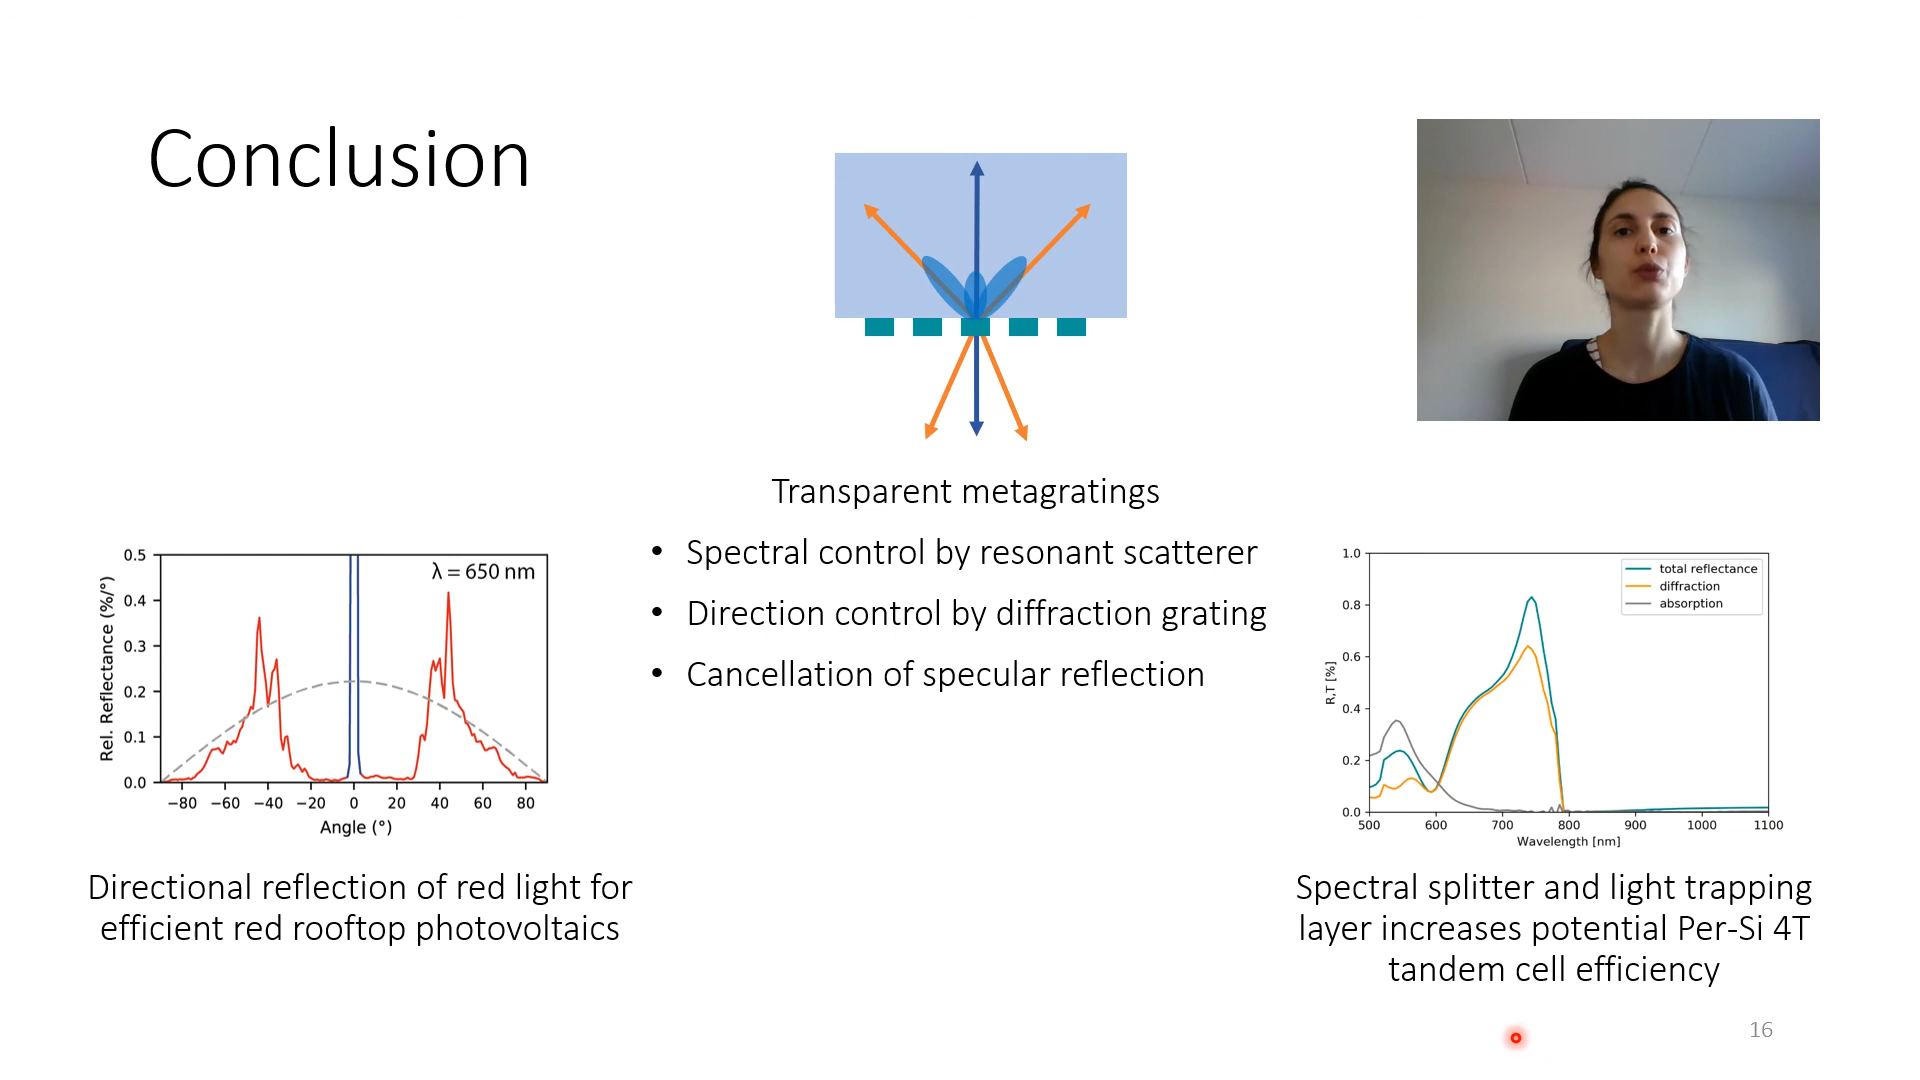 Conclusion
Transparent metagratings
• Spectral control by resonant scatterer
• Direction control by diffraction grating
• Cancellation of specular reflection
λ = 650 nm
Rel. Reflectance (%/°)
0.5
0.4
0.3
0.2
0.1
0.0
−80 −60 −40 −20 0 20 40 60 80
Angle (°)
Directional reflection of red light for
efficient red rooftop photovoltaics
total reflectance
diffraction
absorption
R,T [%]
1.0
0.8
0.6
0.4
0.2
0.0
500 600 700 800 900 1000 1100
Wavelength [nm]
Spectral splitter and light trapping
layer increases potential Per-Si 4T
tandem cell efficiency
16